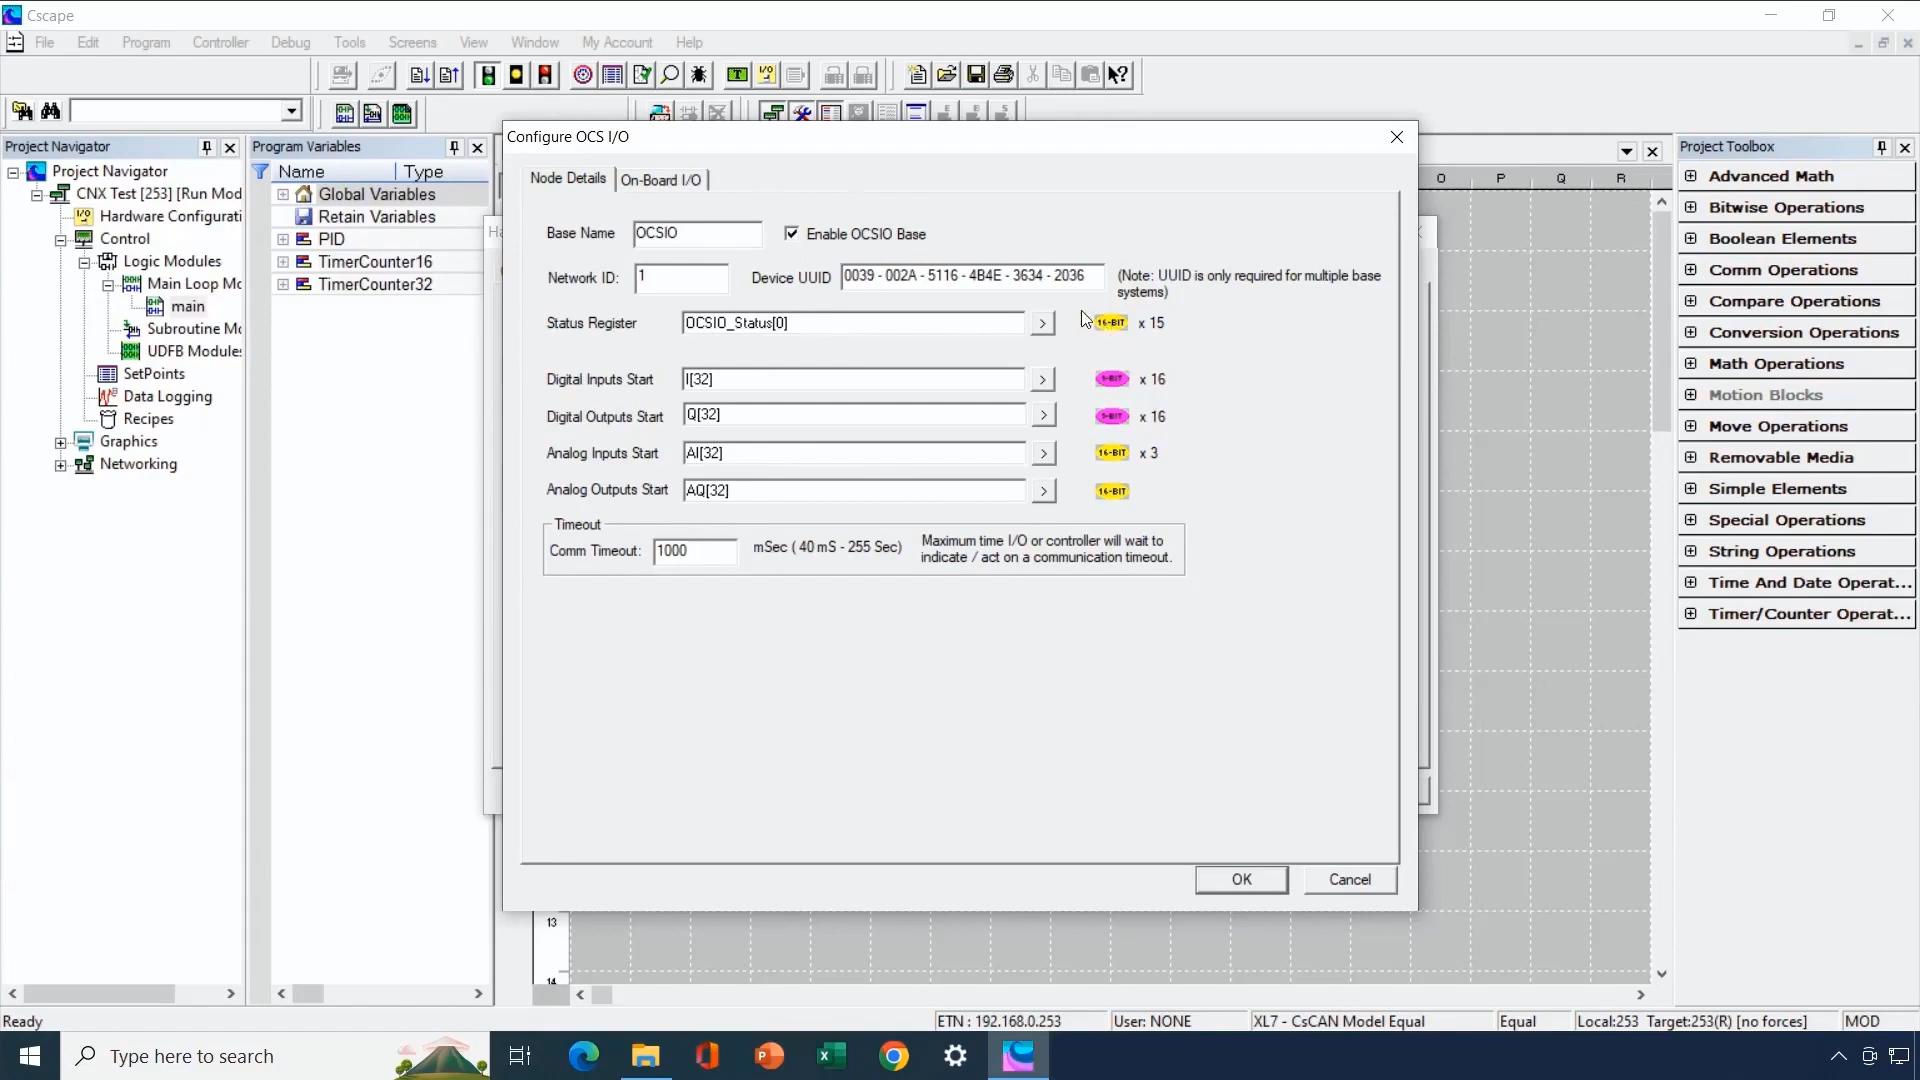 Cscape
File Edit Program Controller Debug Tools Screens View Window My Account Help
Project Navigator
Project Navigator
CNX Test [253] [Run Mod
Hardware Configurati
Control
Logic Modules
Main Loop Mo
main
Subroutine Mo
UDFB Modules
SetPoints
Data Logging
Recipes
Graphics
Networking
Program Variables
Name Type
Global Variables
Retain Variables
PID
TimerCounter16
TimerCounter32
Configure OCS I/O
Node Details On-Board I/O
Base Name OCSIO Enable OCSIO Base
Network ID: 1 Device UUID 0039 - 002A - 5116 - 4B4E - 3634 - 2036 (Note: UUID is only required for multiple base
systems)
Status Register OCSIO_Status[0] > 16-BIT x 15
Digital Inputs Start I[32] > 1-BIT x 16
Digital Outputs Start Q[32] > 1-BIT x 16
Analog Inputs Start AI[32] > 16-BIT x 3
Analog Outputs Start AQ[32] > 16-BIT
Timeout
Comm Timeout: 1000 mSec ( 40 mS - 255 Sec) Maximum time I/O or controller will wait to
indicate / act on a communication timeout.
OK Cancel
O P Q R
13
14
Project Toolbox
Advanced Math
Bitwise Operations
Boolean Elements
Comm Operations
Compare Operations
Conversion Operations
Math Operations
Motion Blocks
Move Operations
Removable Media
Simple Elements
Special Operations
String Operations
Time And Date Operat...
Timer/Counter Operat...
Ready ETN : 192.168.0.253 User: NONE XL7 - CsCAN Model Equal Equal Local:253 Target:253(R) [no forces] MOD
Type here to search